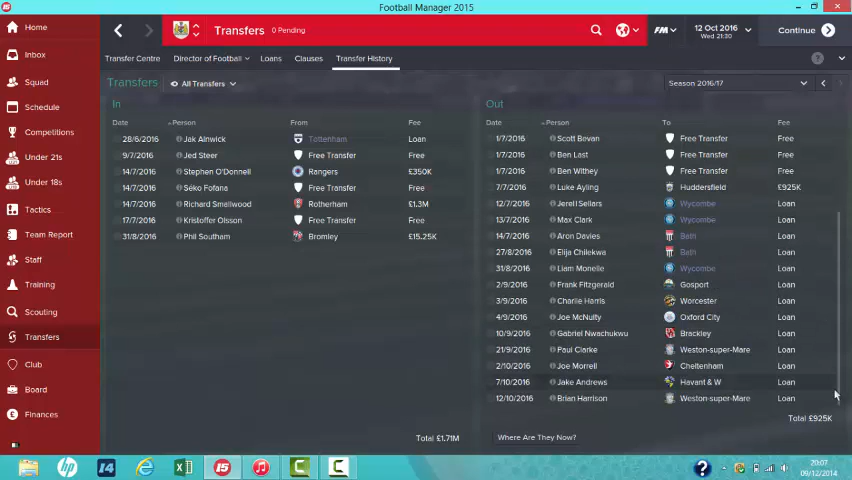 Football Manager 2015
Home
Inbox
Squad
Schedule
Competitions
Under 21s
Under 18s
Tactics
Team Report
Staff
Training
Scouting
Transfers
Club
Board
Finances
Transfers 0 Pending
FM
12 Oct 2016
Wed 21:30
Continue
Transfer Centre Director of Football Loans Clauses Transfer History
Transfers All Transfers
Season 2016/17
In
Date Person From Fee
28/6/2016 Jak Alnwick Tottenham Loan
9/7/2016 Jed Steer Free Transfer Free
14/7/2016 Stephen O'Donnell Rangers £350K
14/7/2016 Séko Fofana Free Transfer Free
14/7/2016 Richard Smallwood Rotherham £1.3M
17/7/2016 Kristoffer Olsson Free Transfer Free
31/8/2016 Phil Southam Bromley £15.25K
Total £1.71M
Out
Date Person To Fee
1/7/2016 Scott Bevan Free Transfer Free
1/7/2016 Ben Last Free Transfer Free
1/7/2016 Ben Withey Free Transfer Free
7/7/2016 Luke Ayling Huddersfield £925K
12/7/2016 Jerell Sellars Wycombe Loan
13/7/2016 Max Clark Wycombe Loan
14/7/2016 Aron Davies Bath Loan
27/8/2016 Elija Chilekwa Bath Loan
31/8/2016 Liam Monelle Wycombe Loan
2/9/2016 Frank Fitzgerald Gosport Loan
3/9/2016 Charlie Harris Worcester Loan
4/9/2016 Joe McNulty Oxford City Loan
10/9/2016 Gabriel Nwachukwu Brackley Loan
21/9/2016 Paul Clarke Weston-super-Mare Loan
2/10/2016 Joe Morrell Cheltenham Loan
7/10/2016 Jake Andrews Havant & W Loan
12/10/2016 Brian Harrison Weston-super-Mare Loan
Total £925K
Where Are They Now?
20:07
09/12/2014